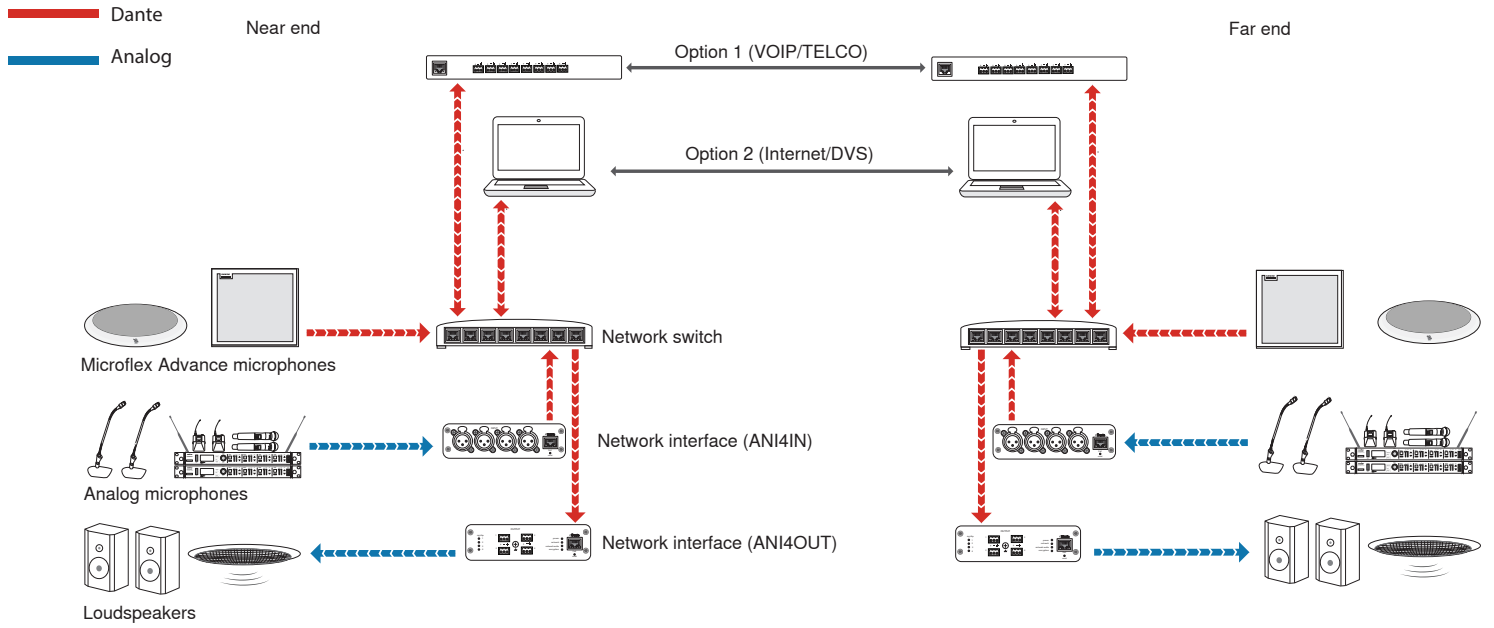 Dante
Near end
Far end
Analog
Option 1 (VOIP/TELCO)
Option 2 (Internet/DVS)
Network switch
Microflex Advance microphones
Network interface (ANI4IN)
Analog microphones
Network interface (ANI4OUT)
Loudspeakers